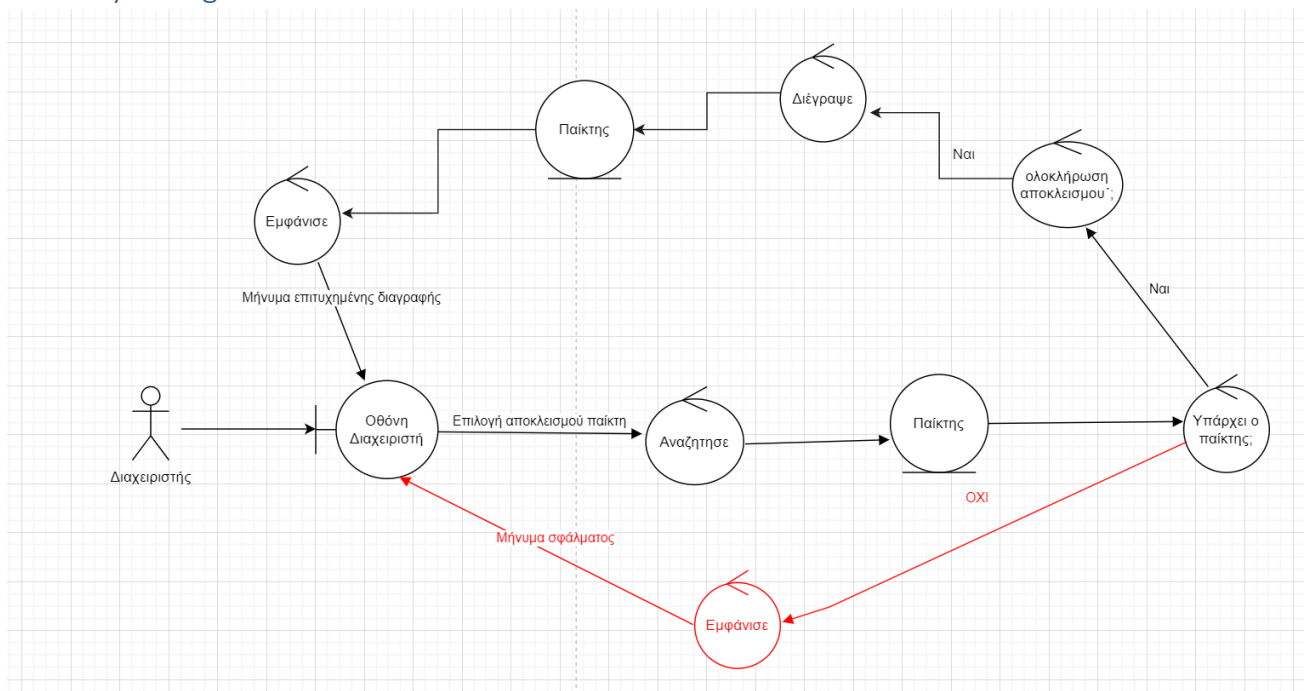 Διέγραψε
Παίκτης
Ναι
ολοκλήρωση
αποκλεισμου΄;
Εμφάνισε
Μήνυμα επιτυχημένης διαγραφής
Ναι
Οθόνη
Διαχειριστή
Επιλογή αποκλεισμού παίκτη
Αναζητησε
Παίκτης
Υπάρχει ο
παίκτης;
Διαχειριστής
ΟΧΙ
Μήνυμα σφάλματος
Εμφάνισε